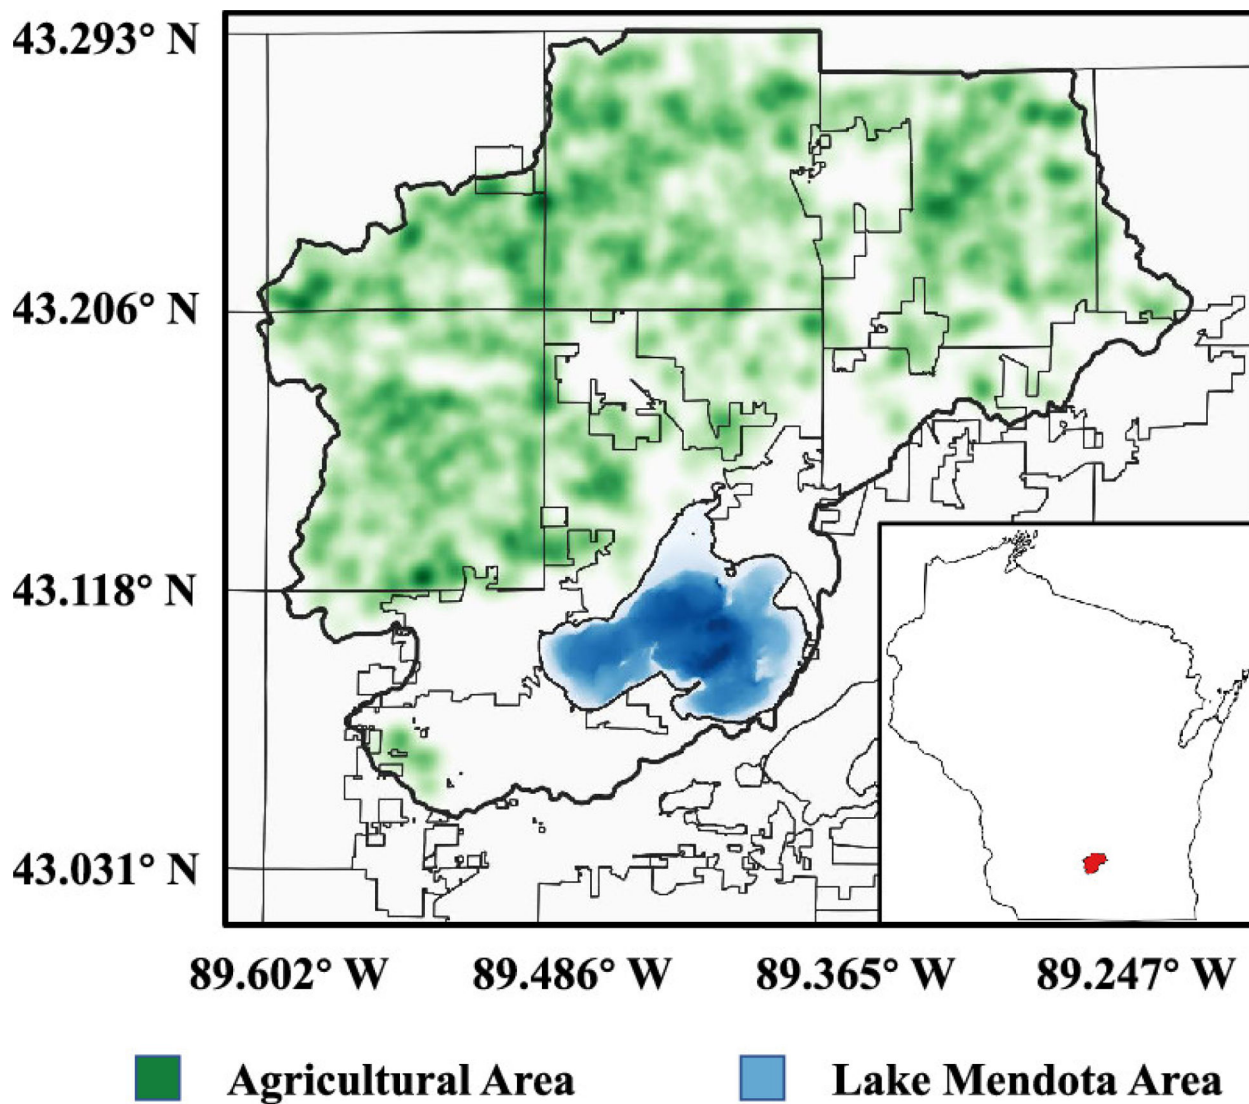 43.293° N
43.206° N
43.118° N
43.031° N
89.602° W 89.486° W 89.365° W 89.247° W
Agricultural Area Lake Mendota Area